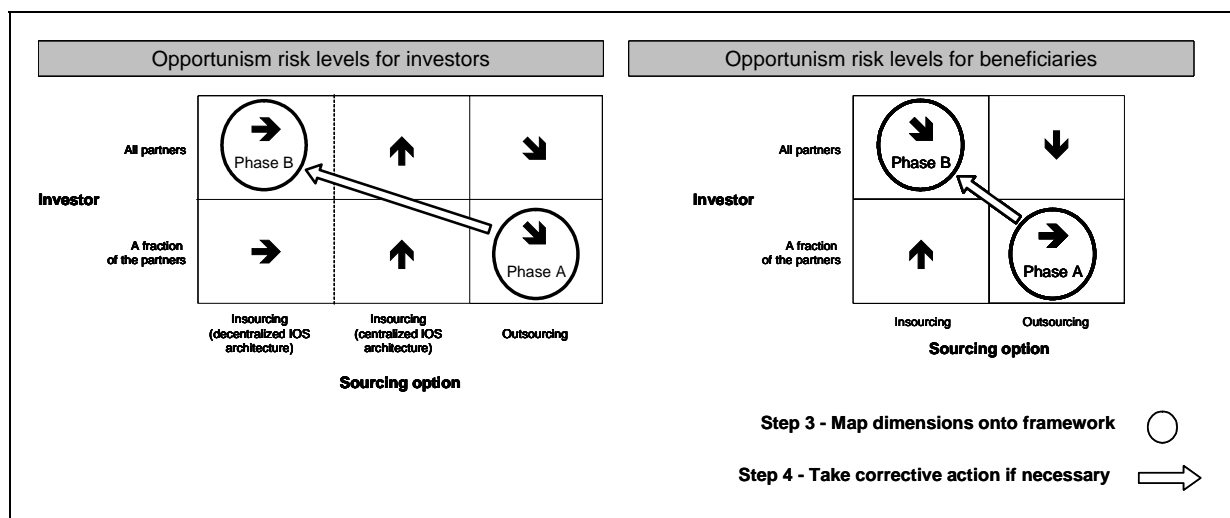 Opportunism risk levels for investors
All partners
Phase B
Investor
A fraction
of the partners
Phase A
Insourcing
(decentralized IOS
architecture)
Insourcing
(centralized IOS
architecture)
Outsourcing
Sourcing option
Opportunism risk levels for beneficiaries
All partners
Phase B
Investor
A fraction
of the partners
Phase A
Insourcing
Outsourcing
Sourcing option
Step 3 - Map dimensions onto framework
Step 4 - Take corrective action if necessary